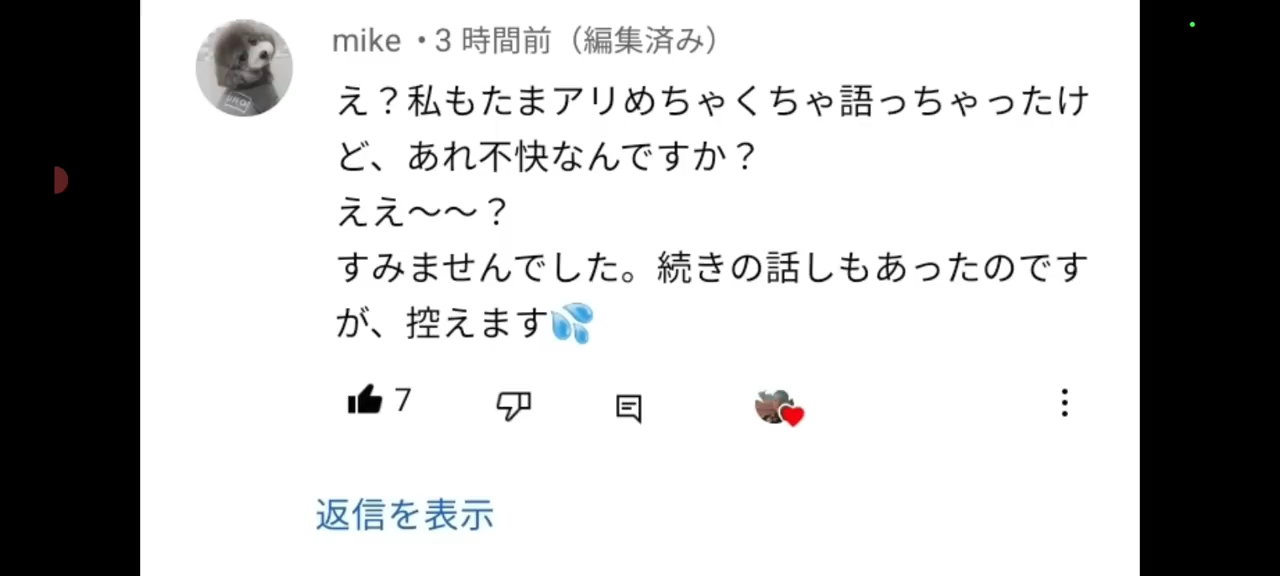 mike ・3 時間前（編集済み）
え？私もたまアリめちゃくちゃ語っちゃったけ
ど、あれ不快なんですか？
ええ〜〜？
すみませんでした。続きの話しもあったのです
が、控えます💦
7
返信を表示